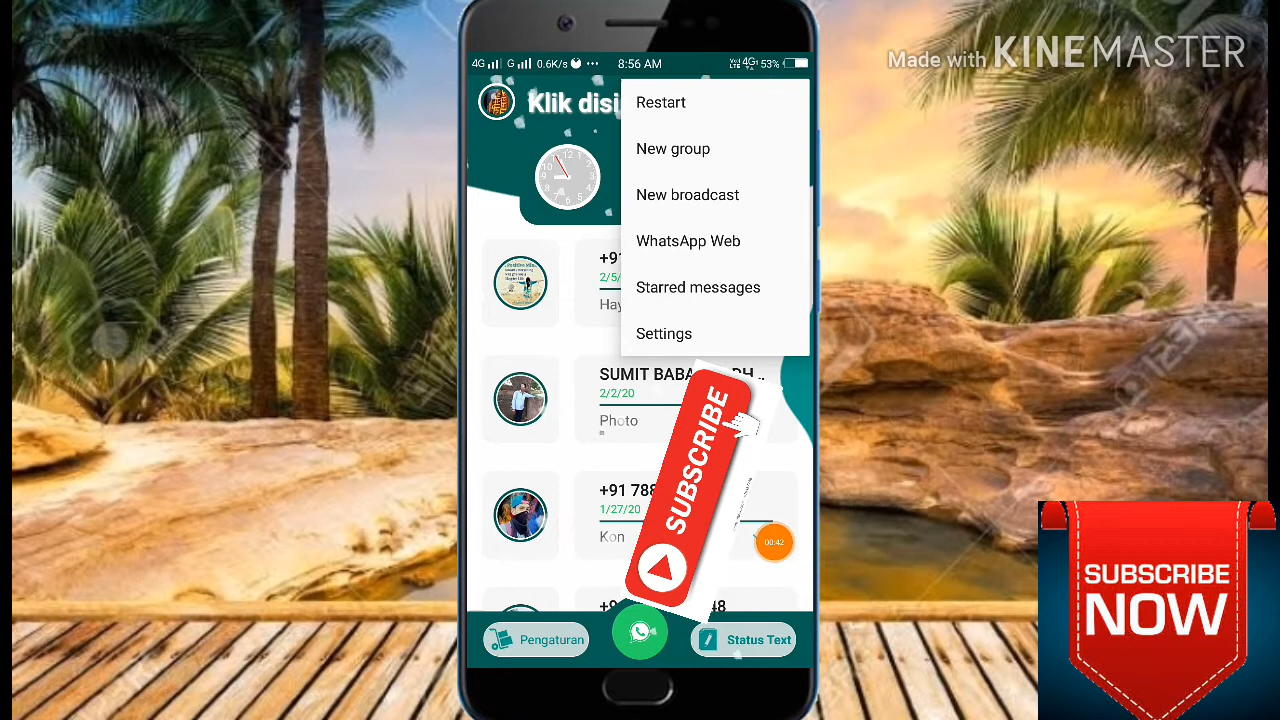 Made with KINEMASTER
4G G 0.6K/s ... 8:56 AM 4G 53%
Klik disi
Restart
New group
New broadcast
WhatsApp Web
Starred messages
Settings
+91
2/5/
Hay
SUMIT BABA
2/2/20
Photo
+91 788
1/27/20
Kon
48
SUBSCRIBE
00:42
Pengaturan
Status Text
SUBSCRIBE
NOW